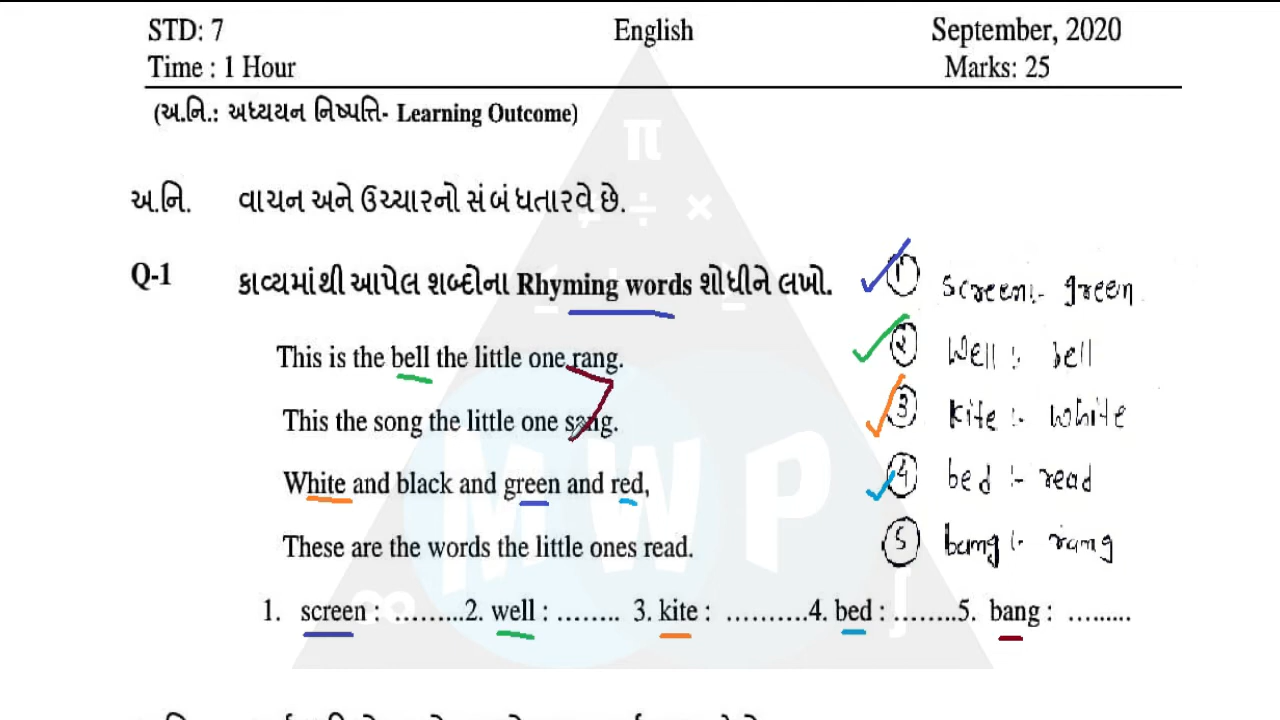 STD: 7 English September, 2020
Time : 1 Hour Marks: 25
(અ.નિ.: અધ્યયન નિષ્પત્તિ- Learning Outcome)
અ.નિ. વાચન અને ઉચ્ચારનો સંબંધતારવે છે.
Q-1 કાવ્યમાંથી આપેલ શબ્દોના Rhyming words શોધીને લખો.
This is the bell the little one rang.
This the song the little one sang.
White and black and green and red,
These are the words the little ones read.
1. screen : .........2. well : ........ 3. kite : ..........4. bed : ........5. bang : .........
૧ Screen:- green
૨ Well :- bell
3 kite :- white
4 bed :- read
5 bang :- rang
MWP